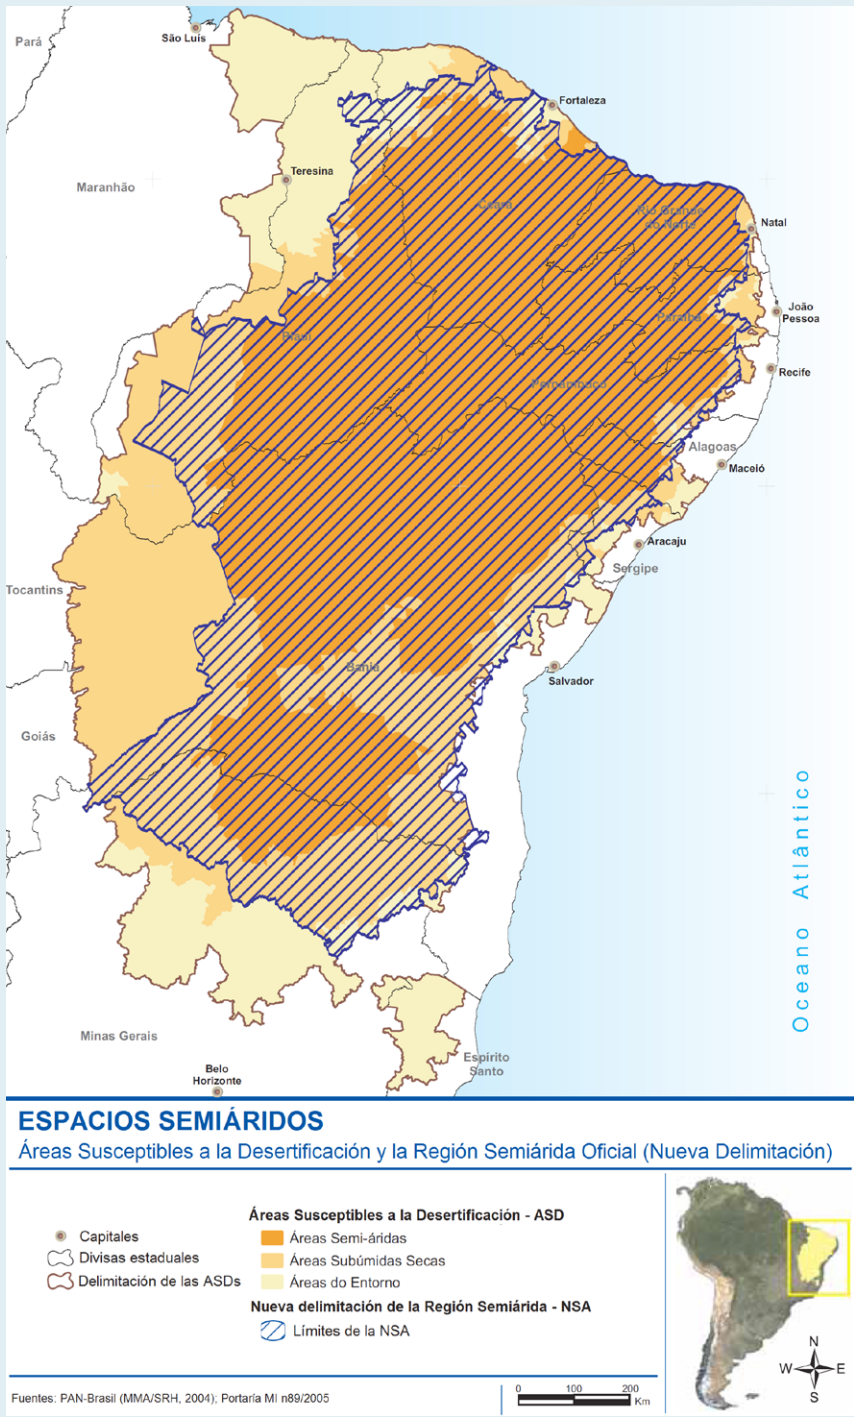 Pará
São Luís
Fortaleza
Teresina
Maranhão
Ceará
Rio Grande
do Norte
Natal
João
Pessoa
Piauí
Paraíba
Recife
Pernambuco
Alagoas
Maceió
Aracaju
Sergipe
Tocantins
Bahia
Salvador
Goiás
Oceano Atlântico
Minas Gerais
Espirito
Santo
Belo
Horizonte
ESPACIOS SEMIÁRIDOS
Áreas Susceptibles a la Desertificación y la Región Semiárida Oficial (Nueva Delimitación)
Áreas Susceptibles a la Desertificación - ASD
Capitales
Áreas Semi-áridas
Divisas estaduales
Áreas Subúmidas Secas
Delimitación de las ASDs
Áreas do Entorno
Nueva delimitación de la Región Semiárida - NSA
Límites de la NSA
N
W E
S
Fuentes: PAN-Brasil (MMA/SRH, 2004); Portaría MI n89/2005
0 100 200
Km